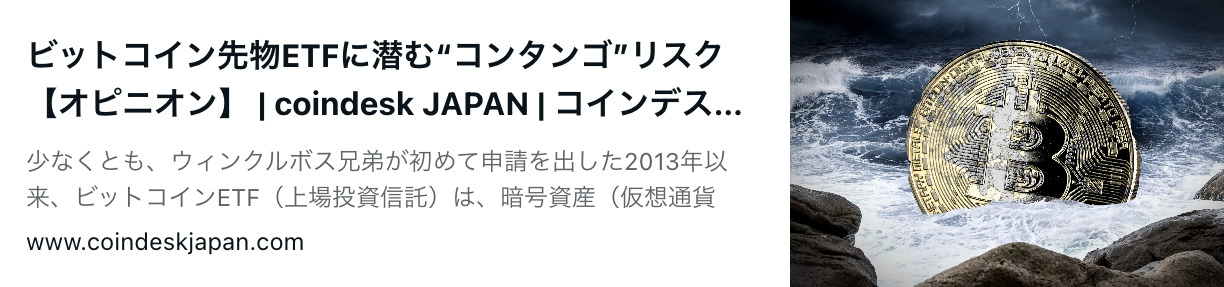 ビットコイン先物ETFに潜む“コンタンゴ”リスク
【オピニオン】 | coindesk JAPAN | コインデス...
少なくとも、ウィンクルボス兄弟が初めて申請を出した2013年以
来、ビットコインETF（上場投資信託）は、暗号資産（仮想通貨
www.coindeskjapan.com